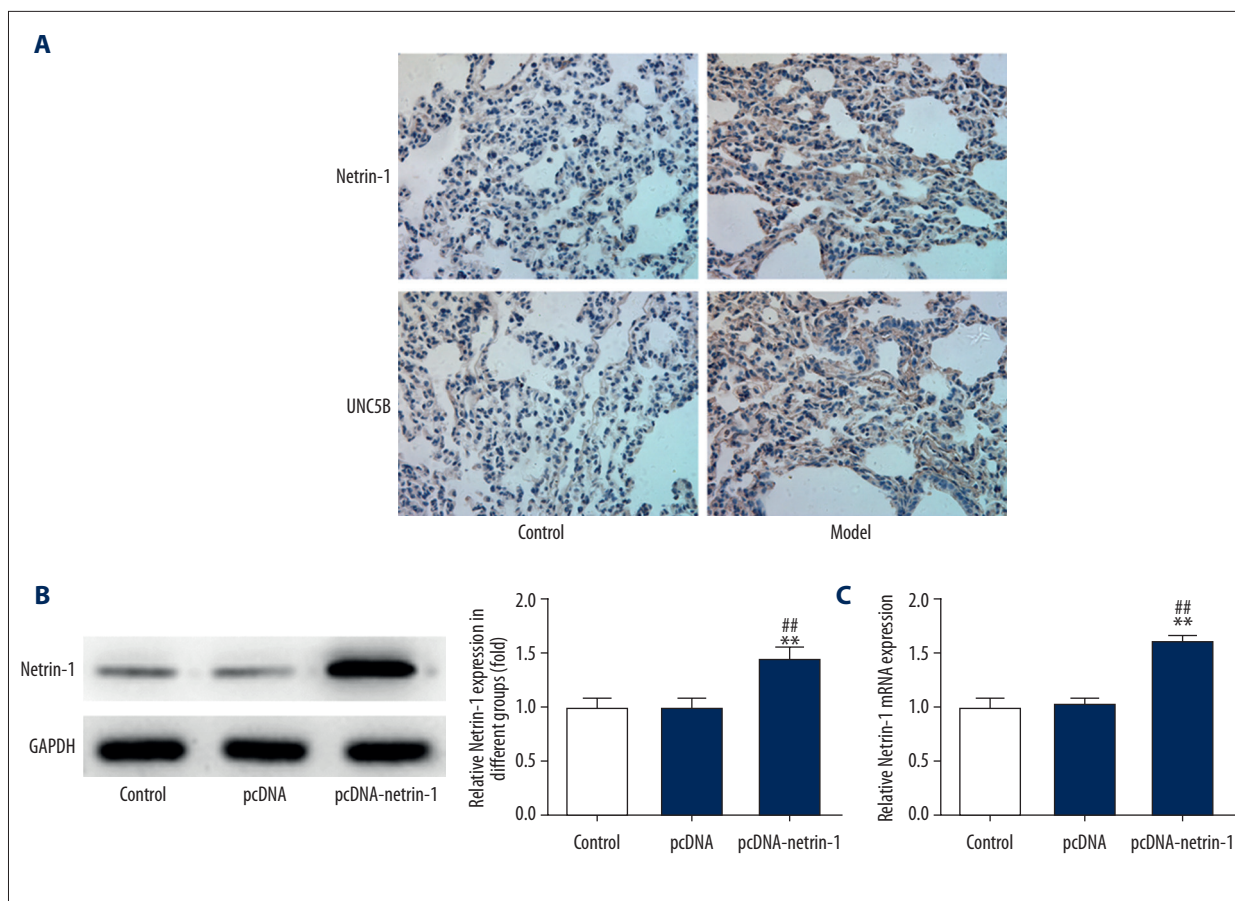 A
Netrin-1
UNC5B
Control
Model
B
Netrin-1
GAPDH
Control
pcDNA
pcDNA-netrin-1
Relative Netrin-1 expression in
different groups (fold)
2.0
1.5
1.0
0.5
0.0
##
**
Control
pcDNA
pcDNA-netrin-1
C
Relative Netrin-1 mRNA expression
2.0
1.5
1.0
0.5
0.0
##
**
Control
pcDNA
pcDNA-netrin-1